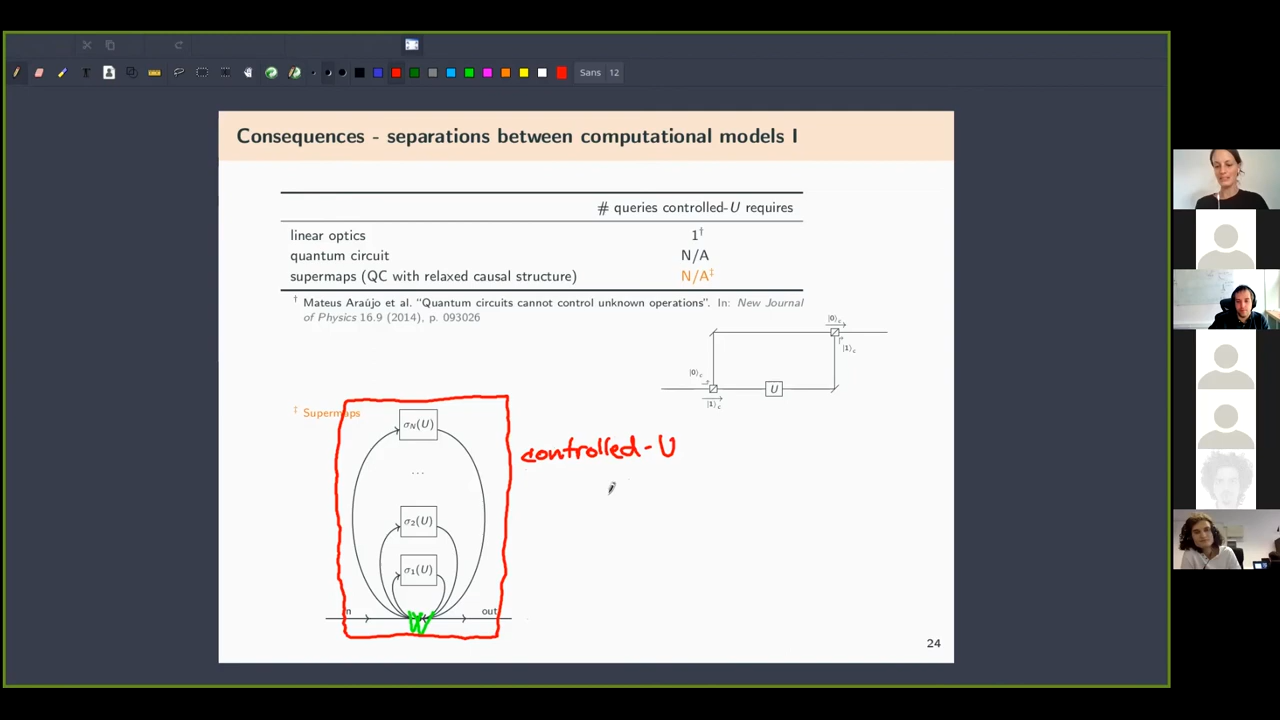 Sans 12
Consequences - separations between computational models I
# queries controlled-U requires
linear optics 1†
quantum circuit N/A
supermaps (QC with relaxed causal structure) N/A‡
† Mateus Araújo et al. “Quantum circuits cannot control unknown operations”. In: New Journal
of Physics 16.9 (2014), p. 093026
|0⟩c
|1⟩c
|0⟩c
U
|1⟩c
‡ Supermaps
σN(U)
controlled-U
...
σ2(U)
σ1(U)
out
W
24